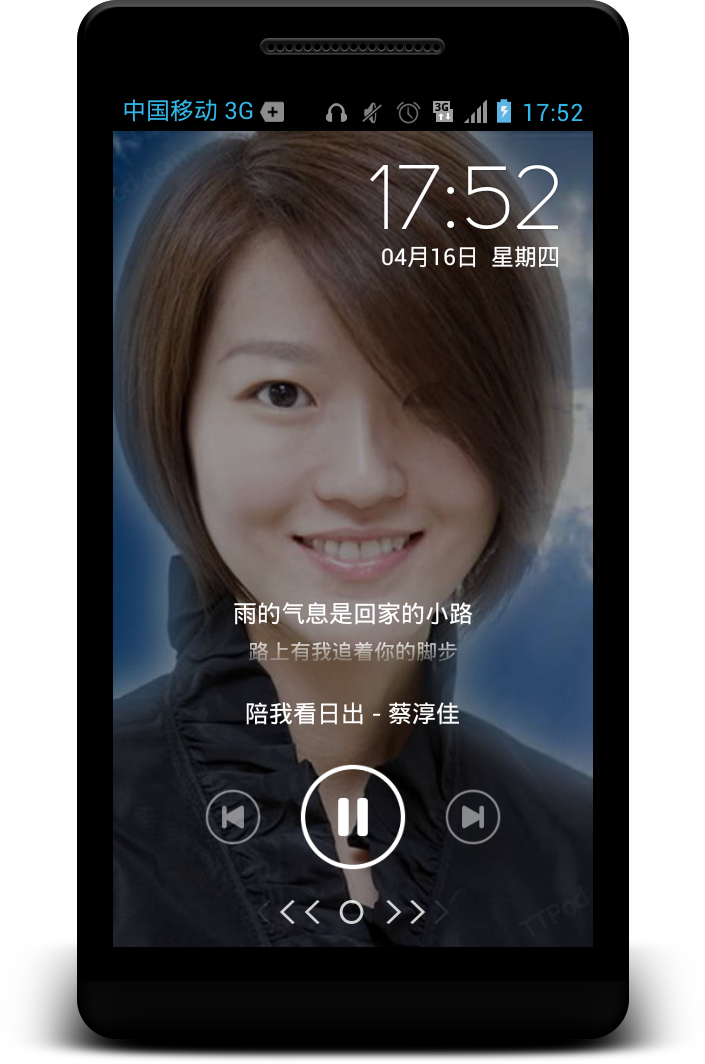 中国移动 3G 17:52
17:52
04月16日 星期四
雨的气息是回家的小路
路上有我追着你的脚步
陪我看日出 - 蔡淳佳
TTPod